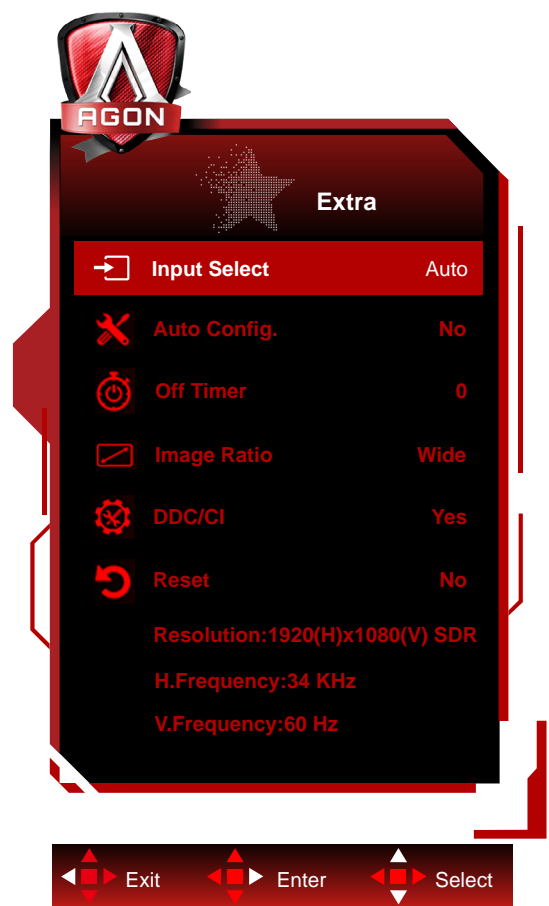 AGON
Extra
Input Select Auto
Auto Config. No
Off Timer 0
Image Ratio Wide
DDC/CI Yes
Reset No
Resolution:1920(H)x1080(V) SDR
H.Frequency:34 KHz
V.Frequency:60 Hz
Exit Enter Select